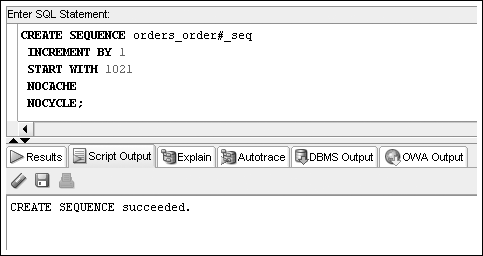 Enter SQL Statement:
CREATE SEQUENCE orders_order#_seq
INCREMENT BY 1
START WITH 1021
NOCACHE
NOCYCLE;
Results Script Output Explain Autotrace DBMS Output OWA Output
CREATE SEQUENCE succeeded.